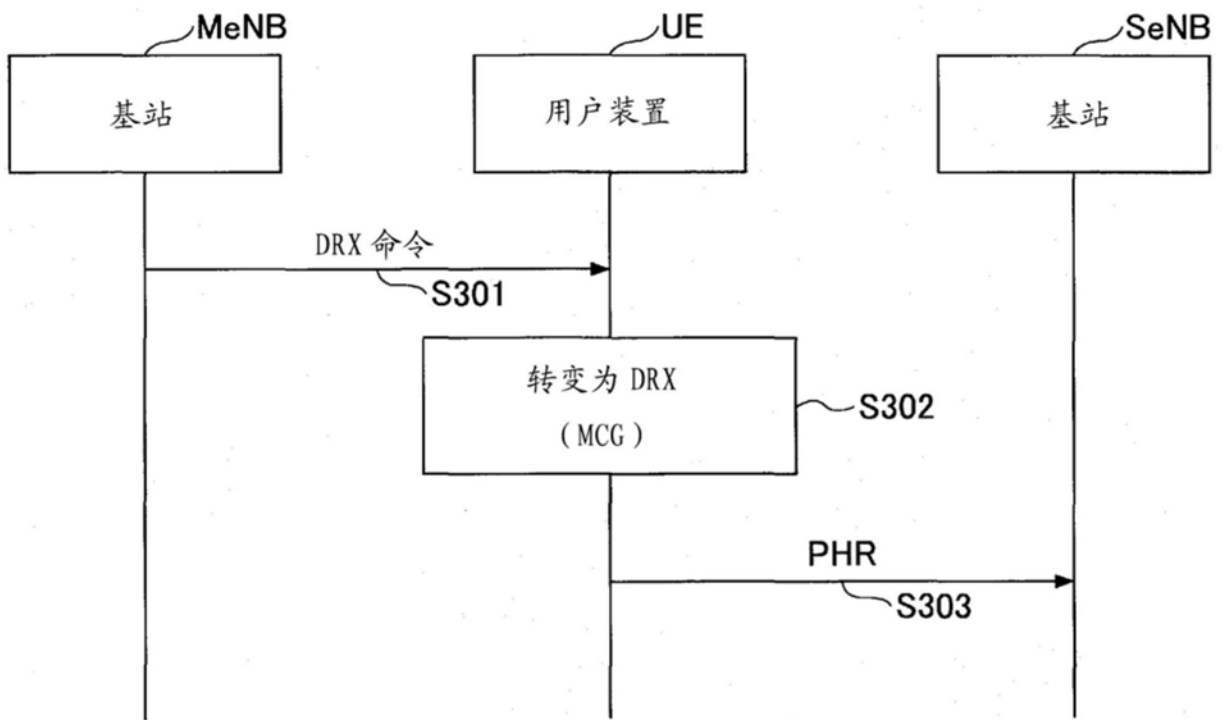 MeNB
UE
SeNB
基站
用户装置
基站
DRX 命令
S301
转变为 DRX
(MCG)
S302
PHR
S303